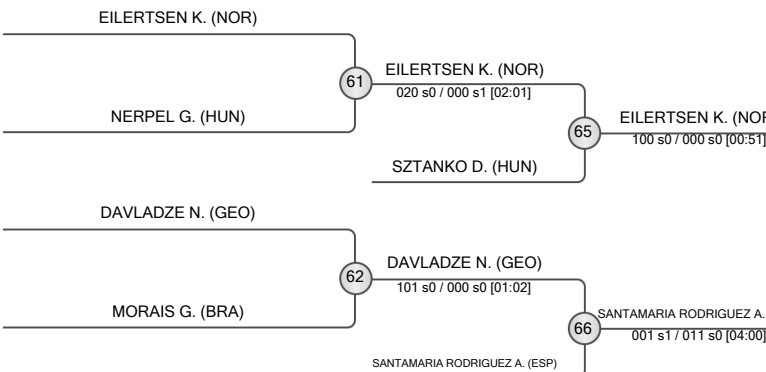 EILERTSEN K. (NOR)
61
EILERTSEN K. (NOR)
020 s0 / 000 s1 [02:01]
NERPEL G. (HUN)
65
EILERTSEN K. (NOR
100 s0 / 000 s0 [00:51]
SZTANKO D. (HUN)
DAVLADZE N. (GEO)
62
DAVLADZE N. (GEO)
101 s0 / 000 s0 [01:02]
MORAIS G. (BRA)
66
SANTAMARIA RODRIGUEZ A.
001 s1 / 011 s0 [04:00]
SANTAMARIA RODRIGUEZ A. (ESP)